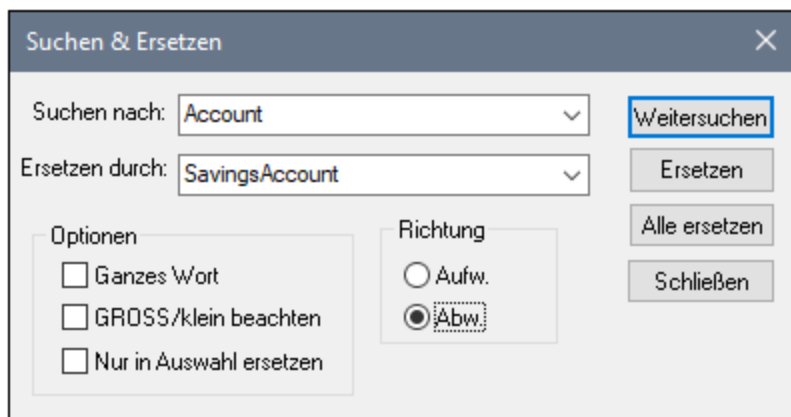 Suchen & Ersetzen
Suchen nach: Account
Weitersuchen
Ersetzen durch: SavingsAccount
Ersetzen
Optionen
Richtung
Alle ersetzen
Ganzes Wort
Aufw.
Schließen
GROSS/klein beachten
Abw.
Nur in Auswahl ersetzen